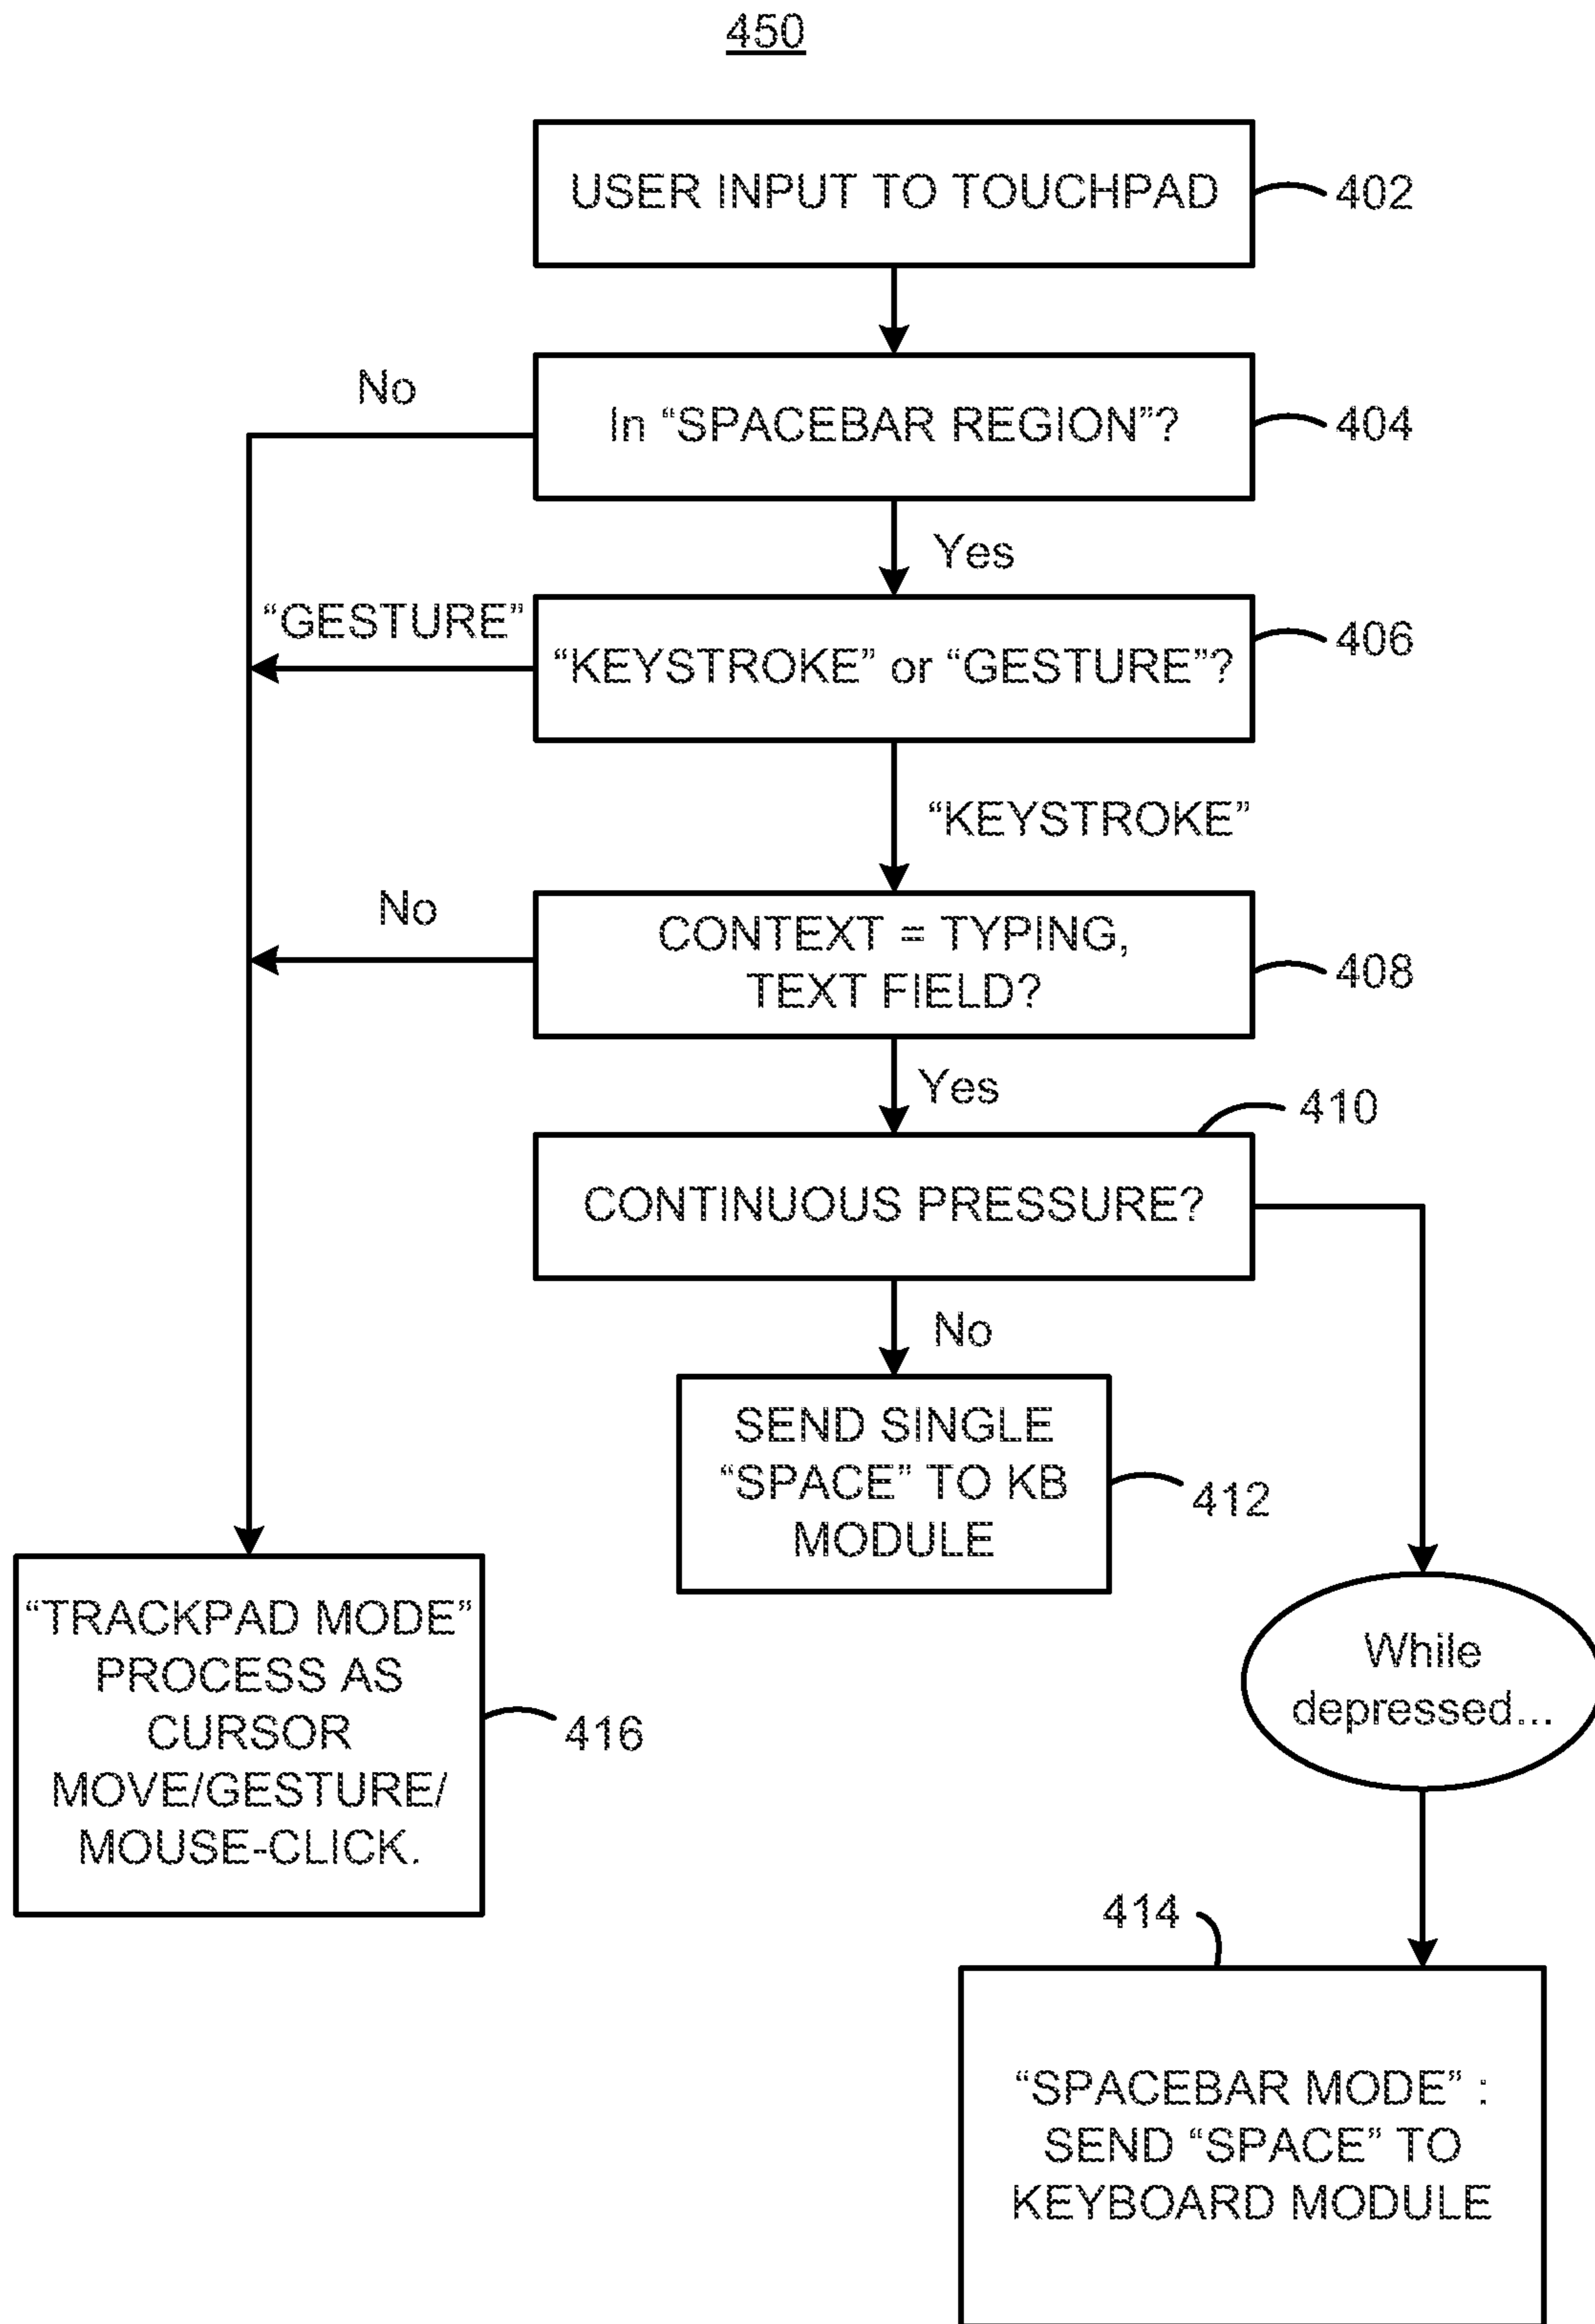 450
USER INPUT TO TOUCHPAD
402
No
In “SPACEBAR REGION”?
404
Yes
“GESTURE”
“KEYSTROKE” or “GESTURE”?
406
“KEYSTROKE”
No
CONTEXT = TYPING,
TEXT FIELD?
408
Yes
410
CONTINUOUS PRESSURE?
No
SEND SINGLE
“SPACE” TO KB
MODULE
412
“TRACKPAD MODE”
PROCESS AS
CURSOR
MOVE/GESTURE/
MOUSE-CLICK.
416
While
depressed...
414
“SPACEBAR MODE” :
SEND “SPACE” TO
KEYBOARD MODULE